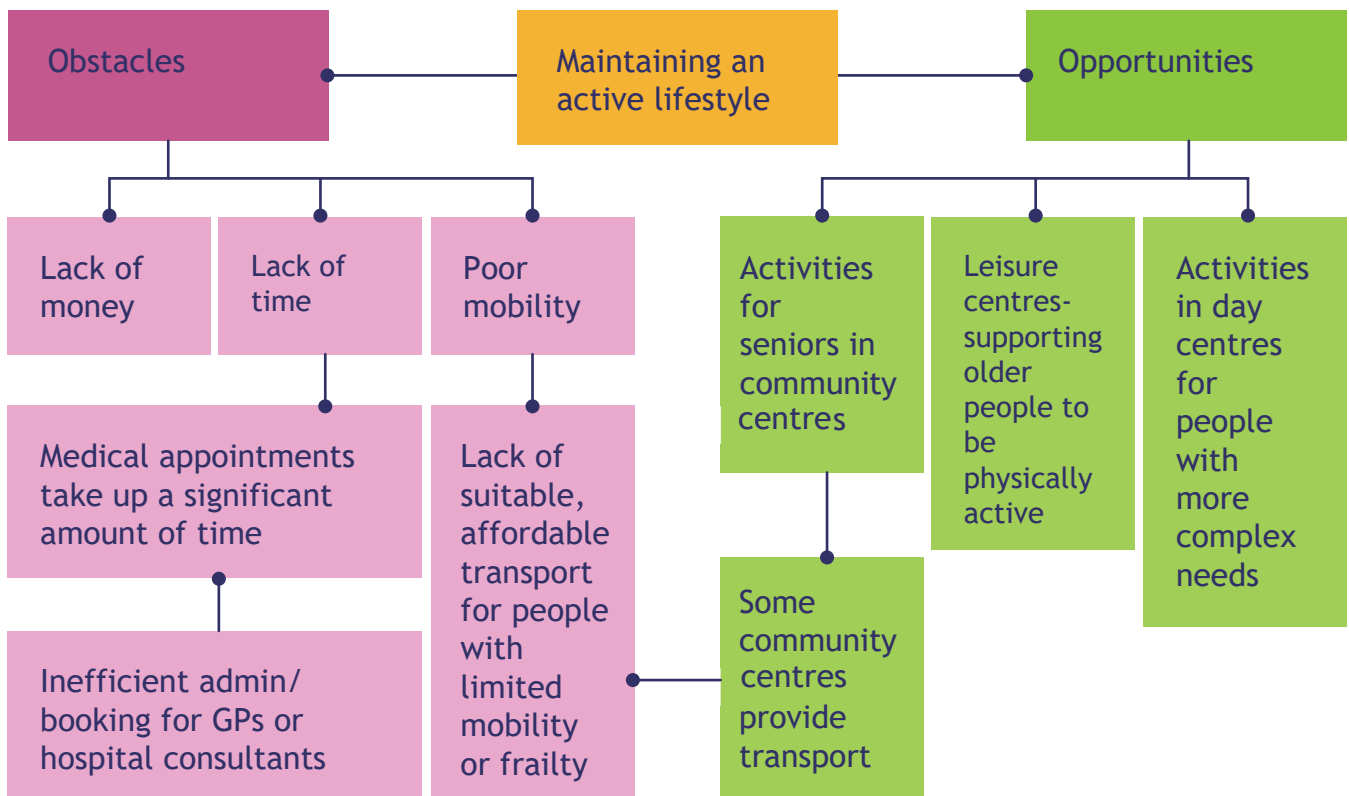 Obstacles
Maintaining an
active lifestyle
Opportunities
Lack of
money
Lack of
time
Poor
mobility
Activities
for
seniors in
community
centres
Leisure
centres-
supporting
older
people to
be
physically
active
Activities
in day
centres
for
people
with
more
complex
needs
Medical appointments
take up a significant
amount of time
Lack of
suitable,
affordable
transport
for people
with
limited
mobility
or frailty
Some
community
centres
provide
transport
Inefficient admin/
booking for GPs or
hospital consultants